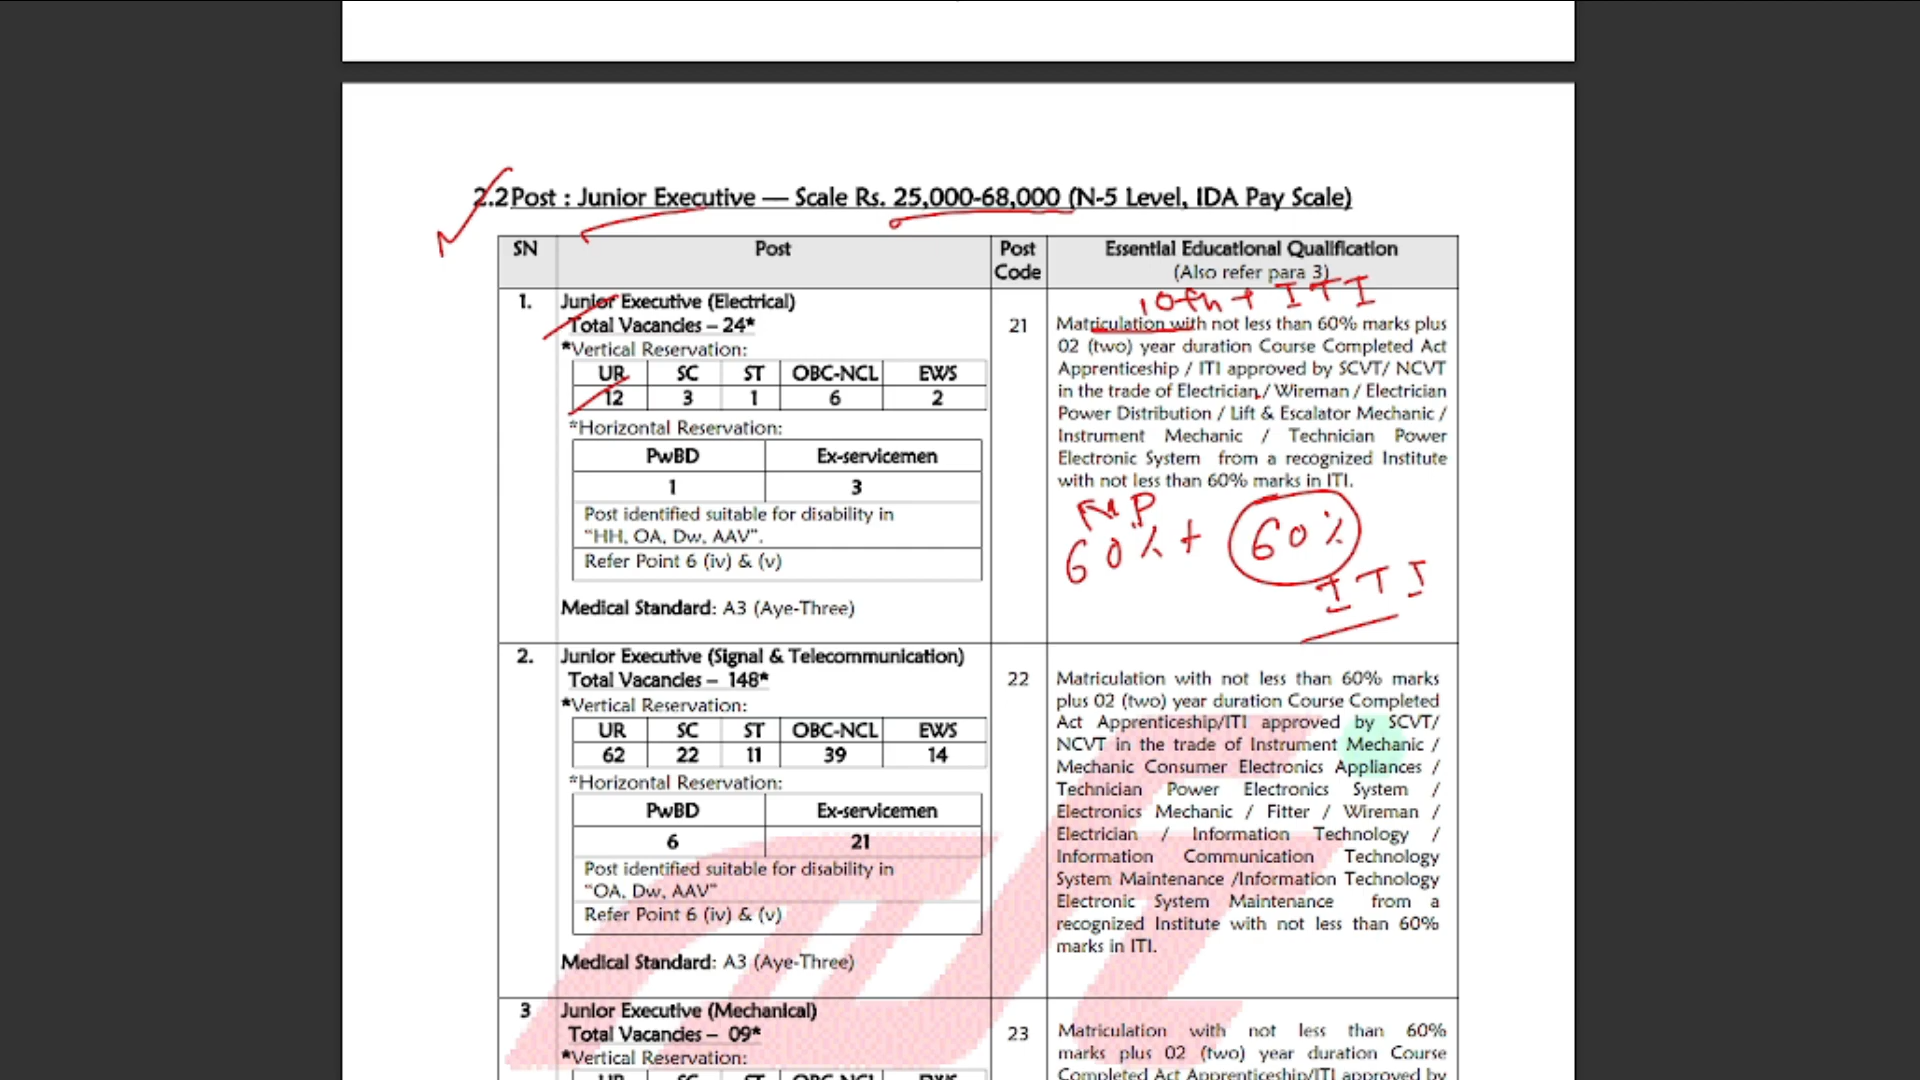 2.2Post : Junior Executive — Scale Rs. 25,000-68,000 (N-5 Level, IDA Pay Scale)
SN Post Post Code Essential Educational Qualification (Also refer para 3)
1. Junior Executive (Electrical)
Total Vacancies – 24*
*Vertical Reservation:
UR SC ST OBC-NCL EWS
12 3 1 6 2
*Horizontal Reservation:
PwBD Ex-servicemen
1 3
Post identified suitable for disability in
“HH, OA, Dw, AAV”.
Refer Point 6 (iv) & (v)
Medical Standard: A3 (Aye-Three)
21
10th + ITI
Matriculation with not less than 60% marks plus
02 (two) year duration Course Completed Act
Apprenticeship / ITI approved by SCVT/ NCVT
in the trade of Electrician / Wireman / Electrician
Power Distribution / Lift & Escalator Mechanic /
Instrument Mechanic / Technician Power
Electronic System from a recognized Institute
with not less than 60% marks in ITI.
60% + 60%
ITI
2. Junior Executive (Signal & Telecommunication)
Total Vacancies – 148*
*Vertical Reservation:
UR SC ST OBC-NCL EWS
62 22 11 39 14
*Horizontal Reservation:
PwBD Ex-servicemen
6 21
Post identified suitable for disability in
“OA, Dw, AAV”
Refer Point 6 (iv) & (v)
Medical Standard: A3 (Aye-Three)
22
Matriculation with not less than 60% marks
plus 02 (two) year duration Course Completed
Act Apprenticeship/ITI approved by SCVT/
NCVT in the trade of Instrument Mechanic /
Mechanic Consumer Electronics Appliances /
Technician Power Electronics System /
Electronics Mechanic / Fitter / Wireman /
Electrician / Information Technology /
Information Communication Technology
System Maintenance /Information Technology
Electronic System Maintenance from a
recognized Institute with not less than 60%
marks in ITI.
3 Junior Executive (Mechanical)
Total Vacancies – 09*
*Vertical Reservation:
UR SC ST OBC-NCL EWS
23
Matriculation with not less than 60%
marks plus 02 (two) year duration Course
Completed Act Apprenticeship/ITI approved by